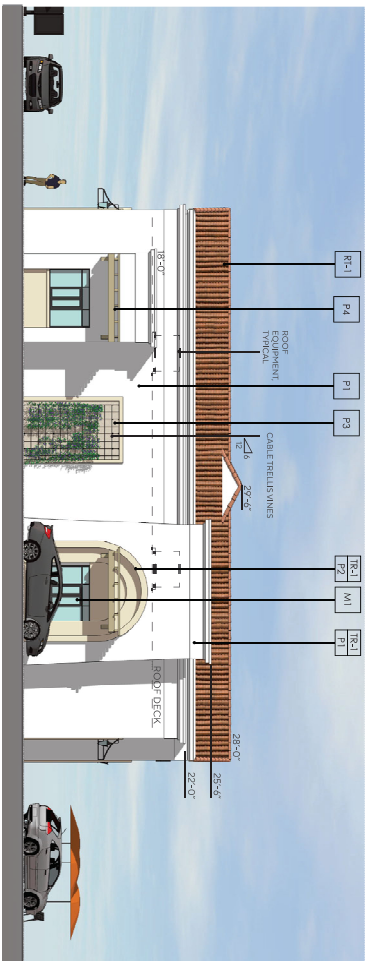 RT-1
P4
P1
P3
TR-1
P2
M1
TR-1
P1
ROOF
EQUIPMENT,
TYPICAL
CABLE TRELLIS VINES
6
12
29'-6"
18'-0"
ROOF DECK
28'-0"
25'-6"
22'-0"